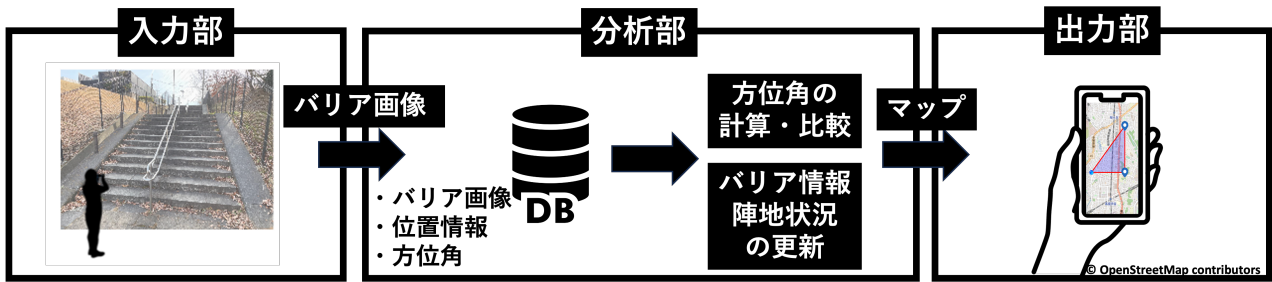 入力部
バリア画像
分析部
・バリア画像
・位置情報
・方位角
DB
方位角の
計算・比較
バリア情報
陣地状況
の更新
マップ
出力部
© OpenStreetMap contributors